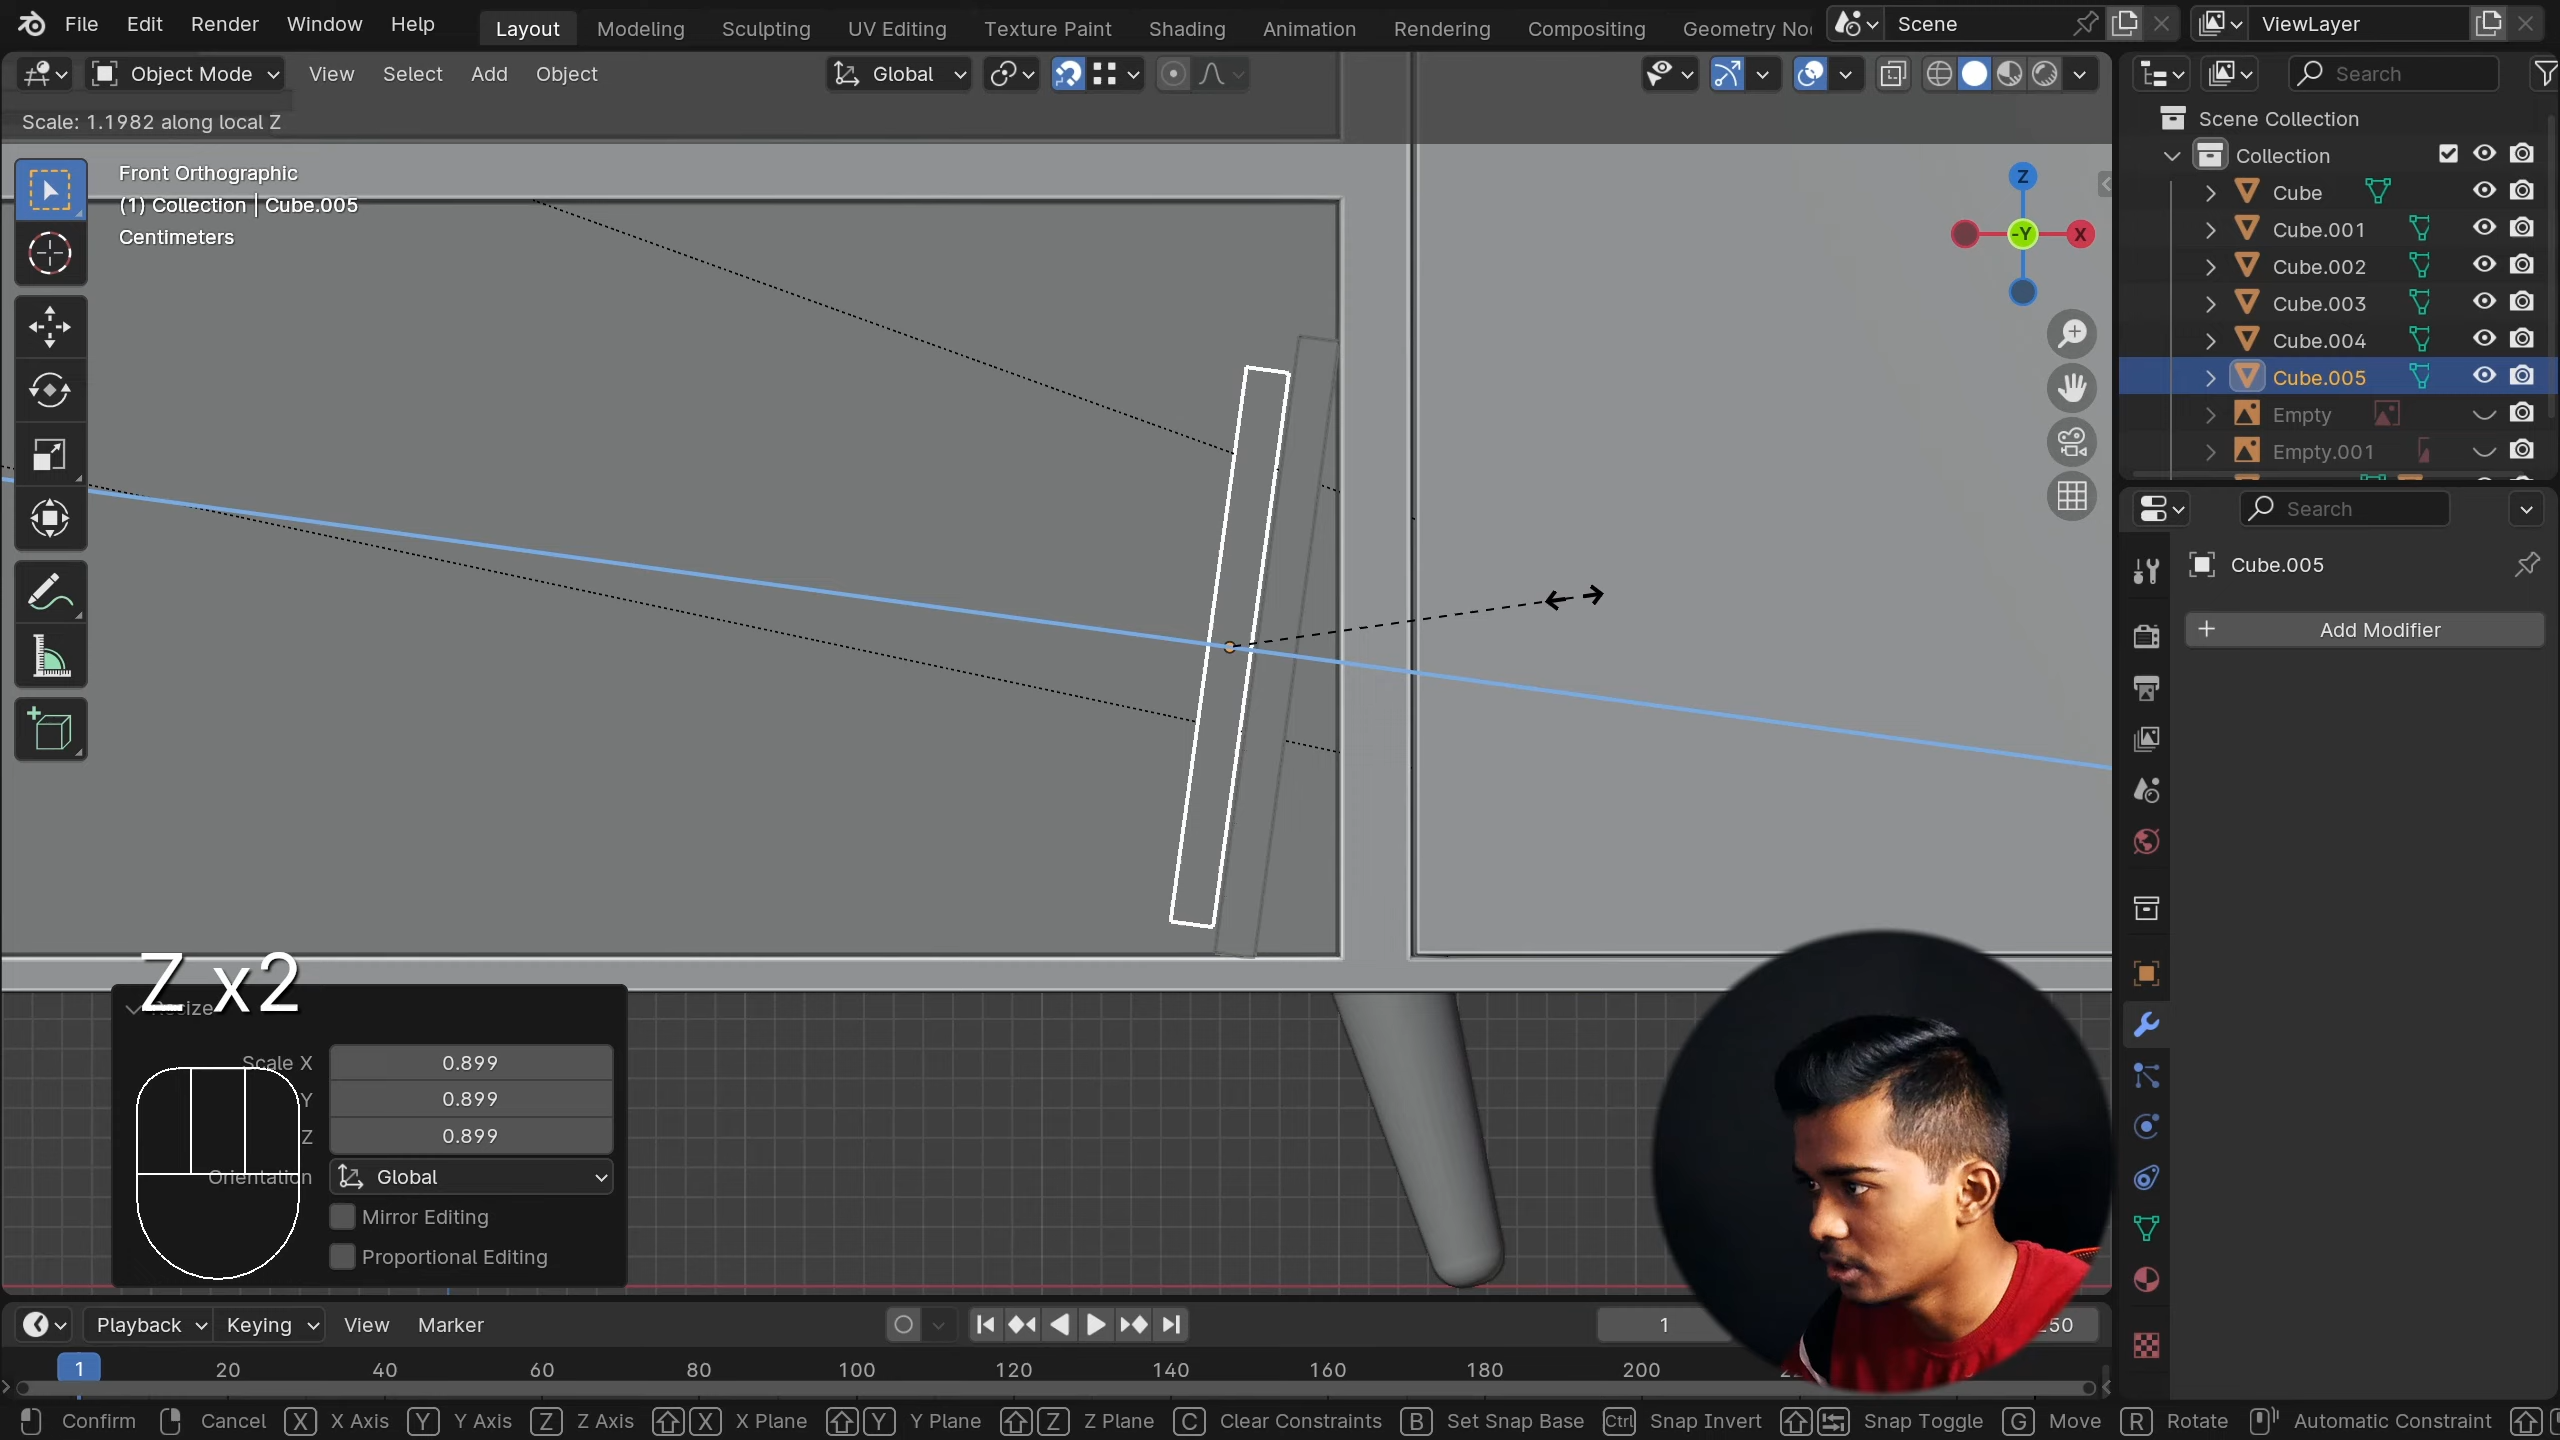 File Edit Render Window Help Layout Modeling Sculpting UV Editing Texture Paint Shading Animation Rendering Compositing Geometry No Scene ViewLayer
Object Mode View Select Add Object Global Search
Scale: 1.1982 along local Z
Front Orthographic
(1) Collection | Cube.005
Centimeters
Z
-Y
X
Scene Collection
Collection
Cube
Cube.001
Cube.002
Cube.003
Cube.004
Cube.005
Empty
Empty.001
Search
Cube.005
Add Modifier
Z x2
Scale X 0.899
Y 0.899
Z 0.899
Orientation Global
Mirror Editing
Proportional Editing
Playback Keying View Marker 1
1 20 40 60 80 100 120 140 160 180 200
Confirm Cancel X X Axis Y Y Axis Z Z Axis X X Plane Y Y Plane Z Z Plane C Clear Constraints B Set Snap Base Ctrl Snap Invert Snap Toggle G Move R Rotate Automatic Constraint